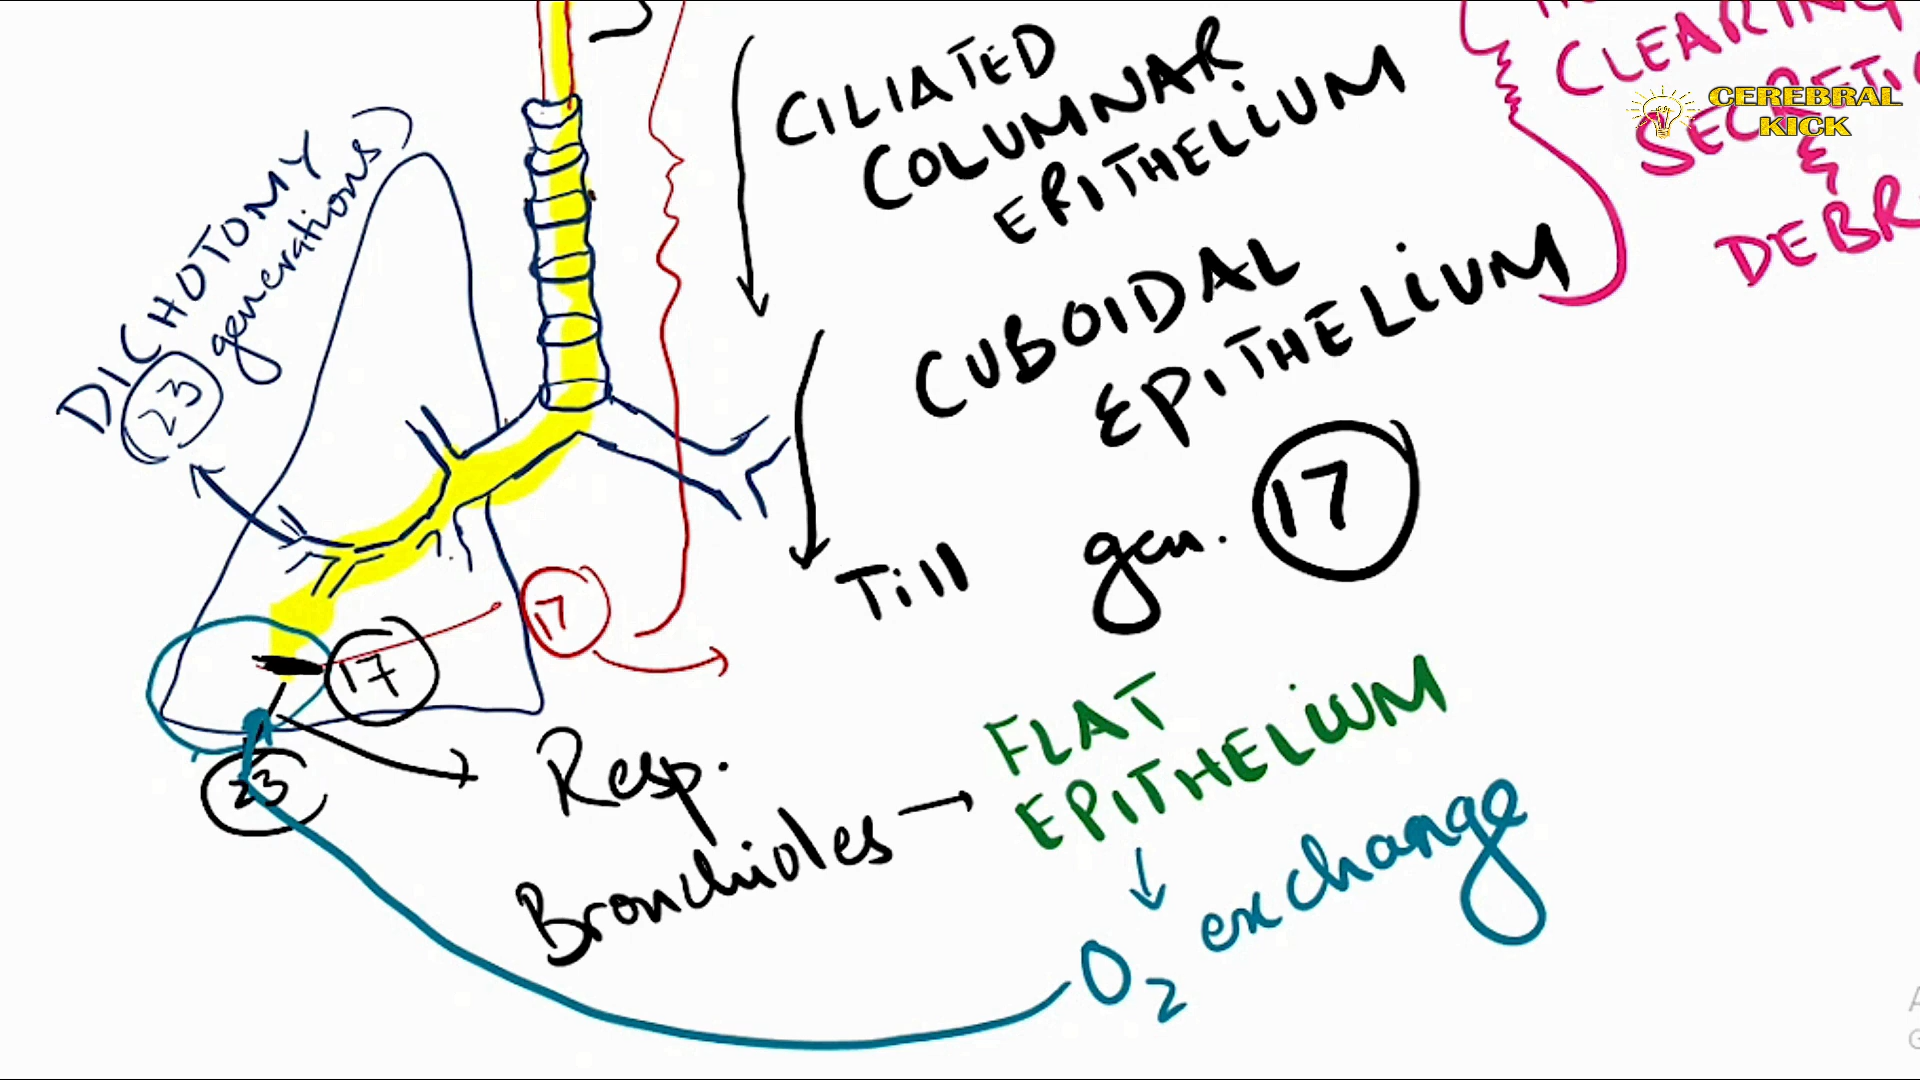 CILIATED
COLUMNAR
EPITHELIUM
CLEARING
SECRETIO
&
DEBR
CEREBRAL
KICK
DICHOTOMY
23 generations)
CUBOIDAL
EPITHELIUM
Till gen. 17
17
17
23
Resp.
Bronchioles → FLAT
EPITHELIUM
↓
O2 exchange